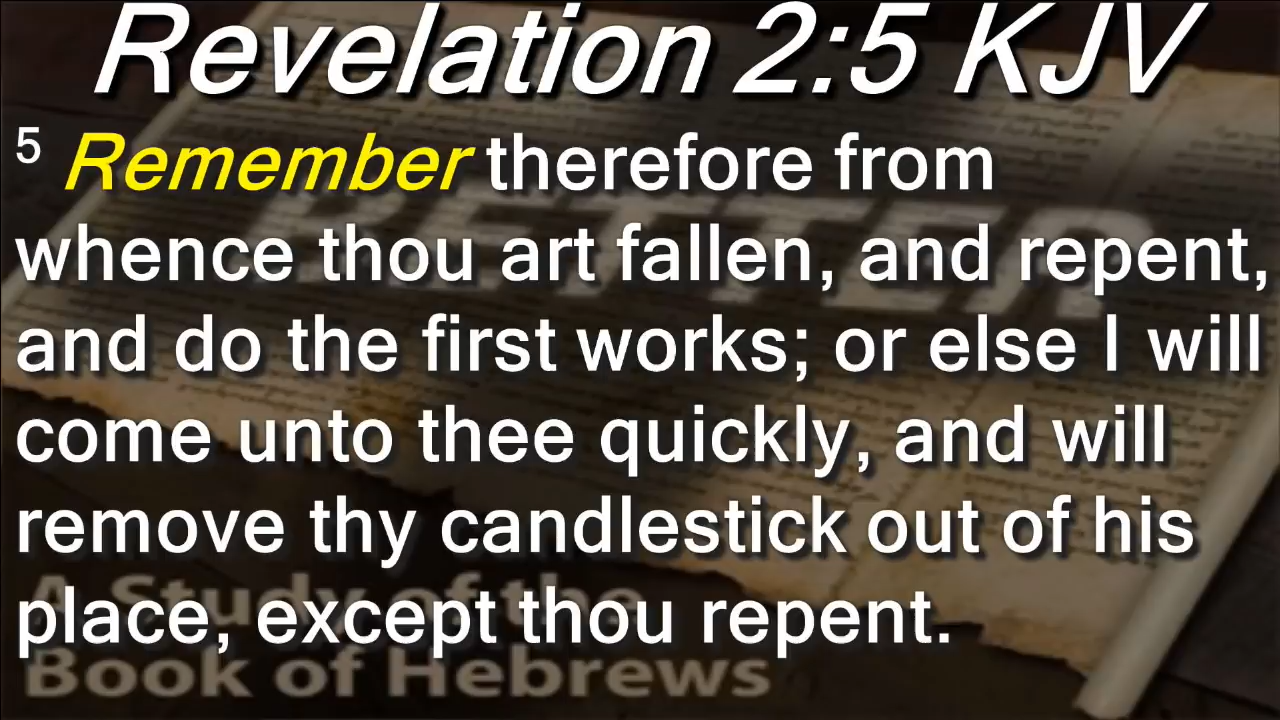 Revelation 2:5 KJV
5 Remember therefore from
whence thou art fallen, and repent,
and do the first works; or else I will
come unto thee quickly, and will
remove thy candlestick out of his
place, except thou repent.
BETTER
A Study of the
Book of Hebrews